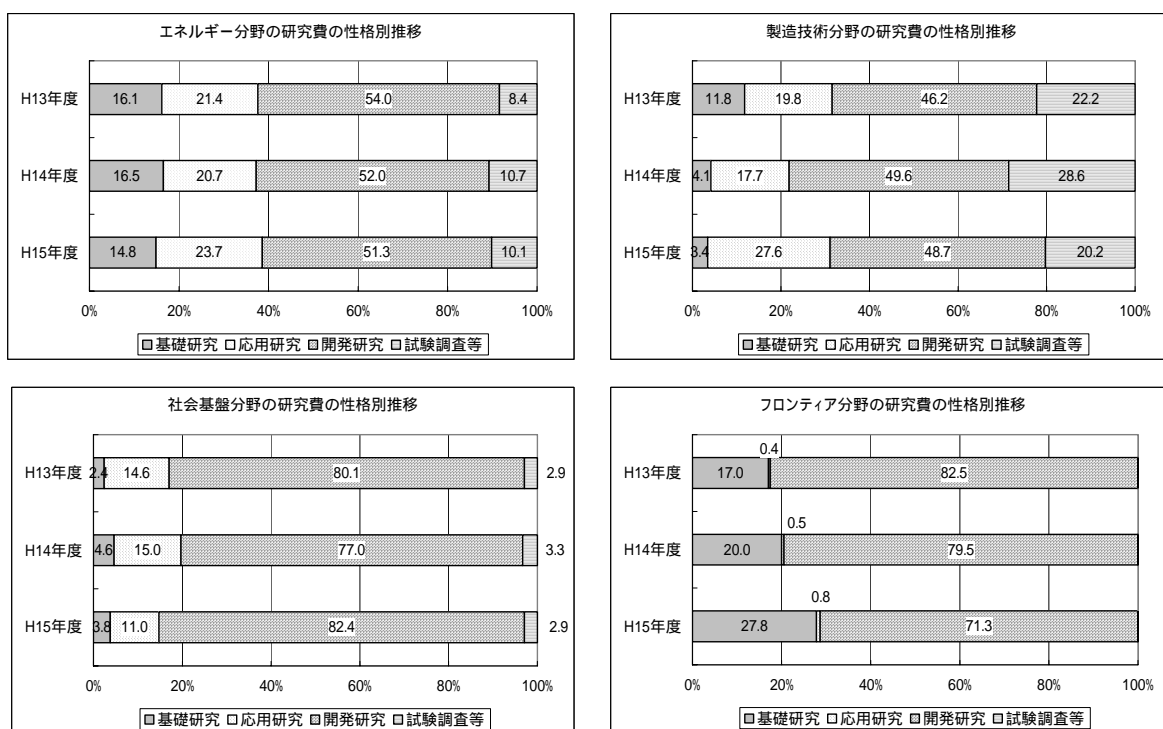 エネルギー分野の研究費の性格別推移
H13年度 16.1 21.4 54.0 8.4
H14年度 16.5 20.7 52.0 10.7
H15年度 14.8 23.7 51.3 10.1
0% 20% 40% 60% 80% 100%
基礎研究 応用研究 開発研究 試験調査等
製造技術分野の研究費の性格別推移
H13年度 11.8 19.8 46.2 22.2
H14年度 4.1 17.7 49.6 28.6
H15年度 3.4 27.6 48.7 20.2
0% 20% 40% 60% 80% 100%
基礎研究 応用研究 開発研究 試験調査等
社会基盤分野の研究費の性格別推移
H13年度 2.4 14.6 80.1 2.9
H14年度 4.6 15.0 77.0 3.3
H15年度 3.8 11.0 82.4 2.9
0% 20% 40% 60% 80% 100%
基礎研究 応用研究 開発研究 試験調査等
フロンティア分野の研究費の性格別推移
0.4
H13年度 17.0 82.5
0.5
H14年度 20.0 79.5
0.8
H15年度 27.8 71.3
0% 20% 40% 60% 80% 100%
基礎研究 応用研究 開発研究 試験調査等